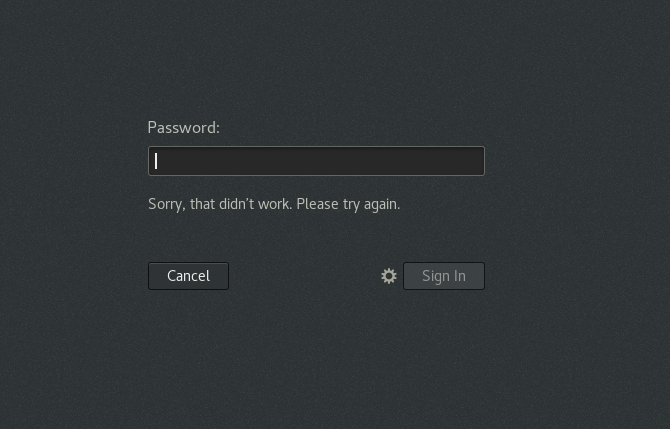 Password:
Sorry, that didn't work. Please try again.
Cancel
Sign In